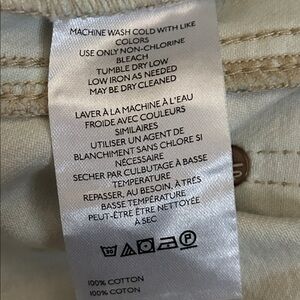 MACHINE WASH COLD WITH LIKE
COLORS
USE ONLY NON-CHLORINE
BLEACH
TUMBLE DRY LOW
LOW IRON AS NEEDED
MAY BE DRY CLEANED
LAVER À LA MACHINE À L'EAU
FROIDE AVEC COULEURS
SIMILAIRES
UTILISER UN AGENT DE
BLANCHIMENT SANS CHLORE SI
NÉCESSAIRE
SECHER PAR CULBUTAGE À BASSE
TEMPERATURE
REPASSER, AU BESOIN, À TRÈS
BASSE TEMPÉRATURE
PEUT-ÊTRE ÊTRE NETTOYÉE
À SEC
100% COTTON
100% COTON